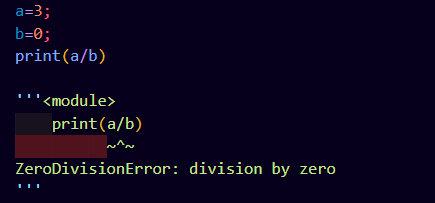 a=3;
b=0;
print(a/b)
'''<module>
print(a/b)
~^~
ZeroDivisionError: division by zero
'''